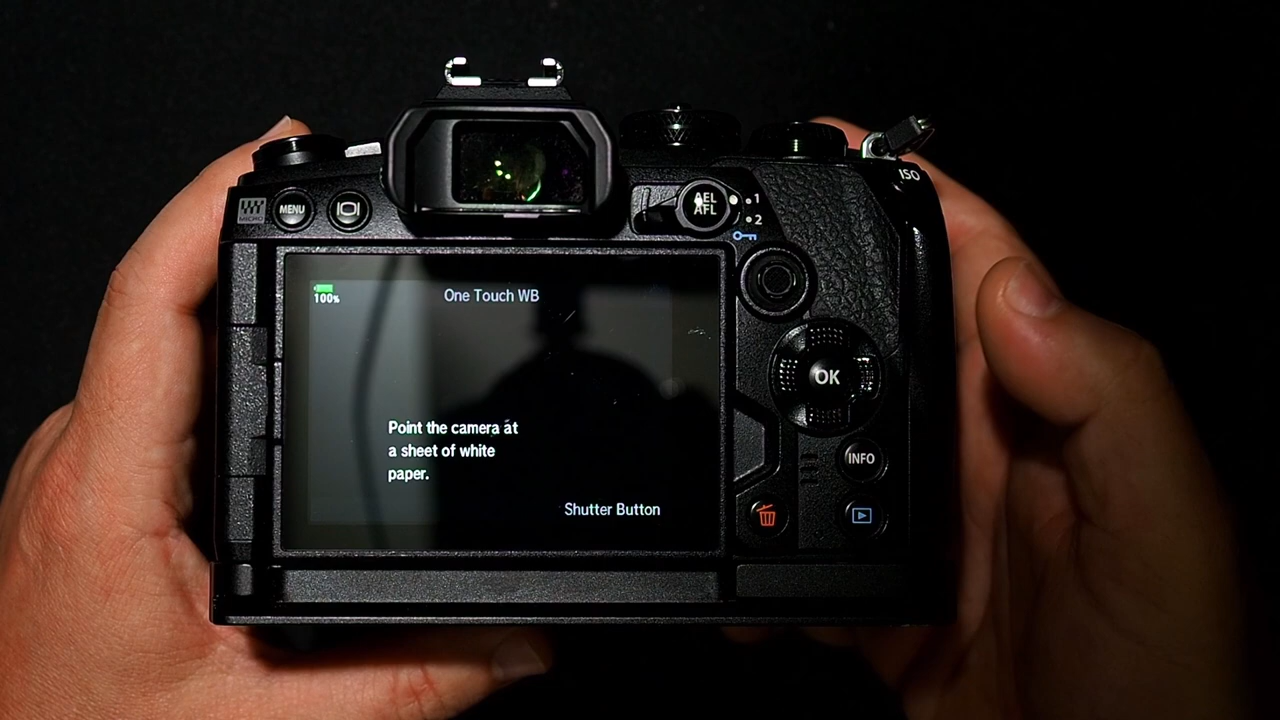 ISO
MICRO
MENU
AEL
AFL
1
2
100%
One Touch WB
OK
Point the camera at
a sheet of white
paper.
INFO
Shutter Button